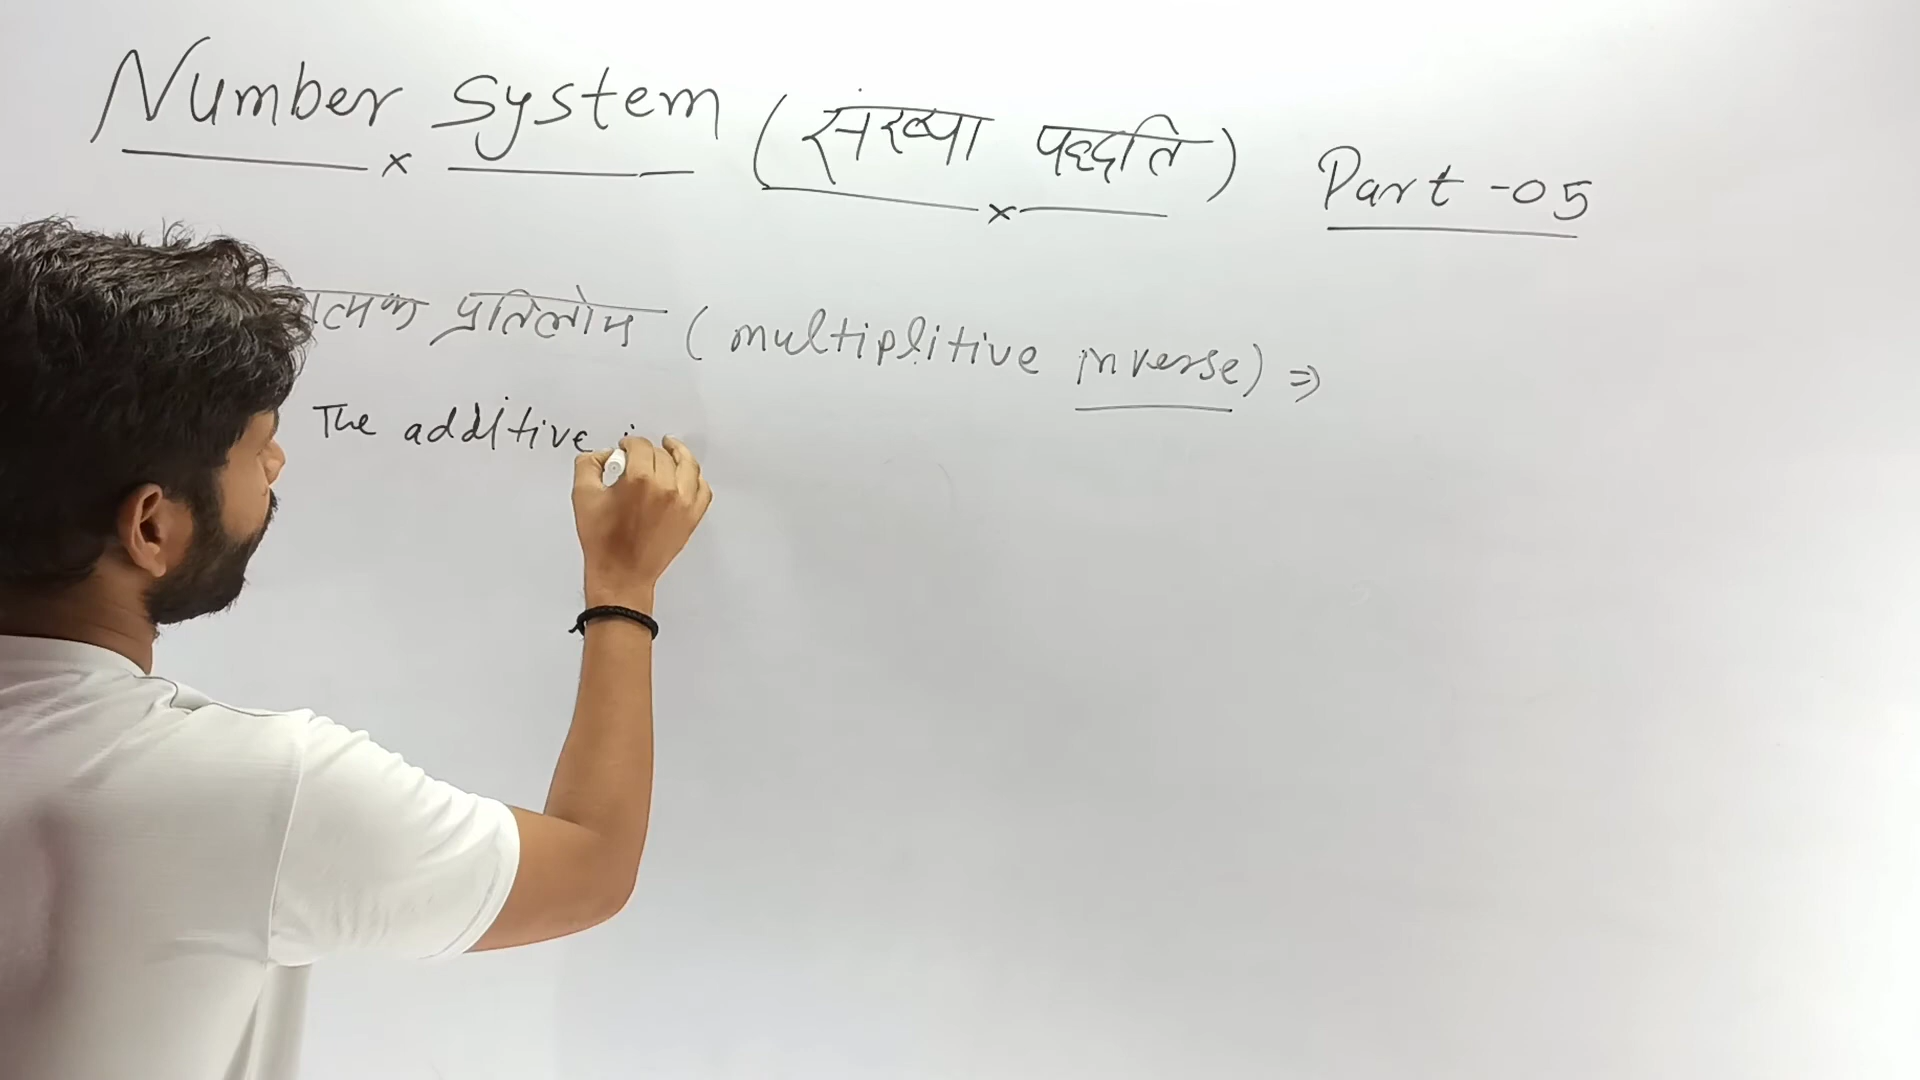 Number System (संख्या पद्धति) Part-05
प्रतिलोम (multiplitive inverse) ⇒
The additive